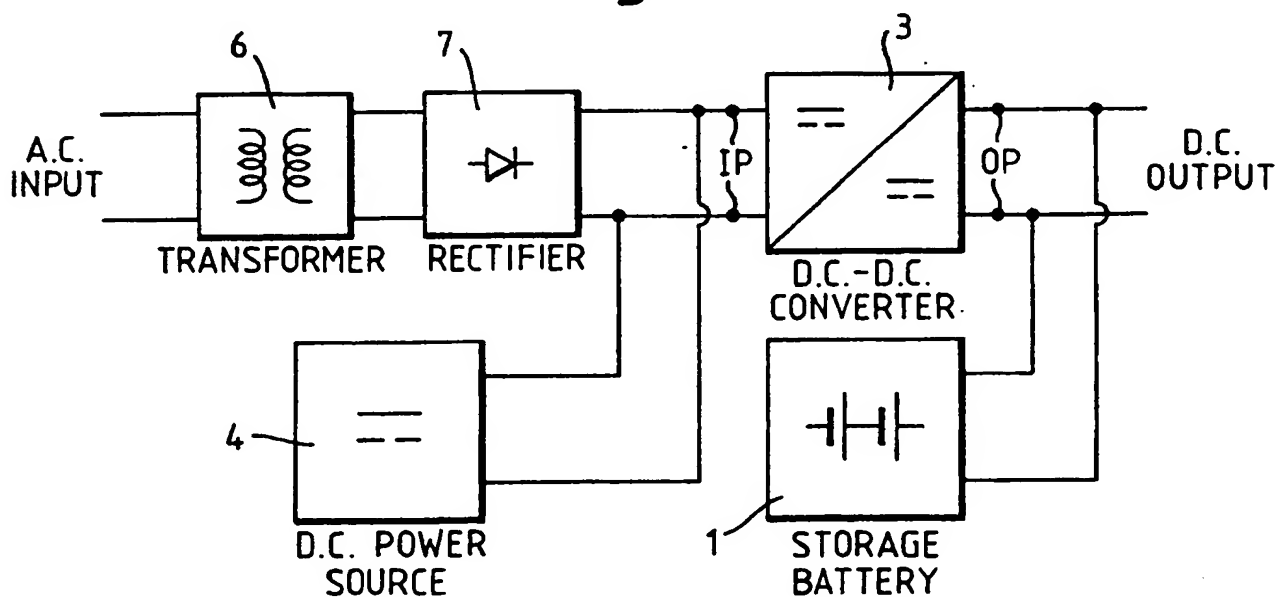 6
7
3
A.C.
INPUT
IP
OP
D.C.
OUTPUT
TRANSFORMER
RECTIFIER
D.C.-D.C.
CONVERTER
4
1
D.C. POWER
SOURCE
STORAGE
BATTERY